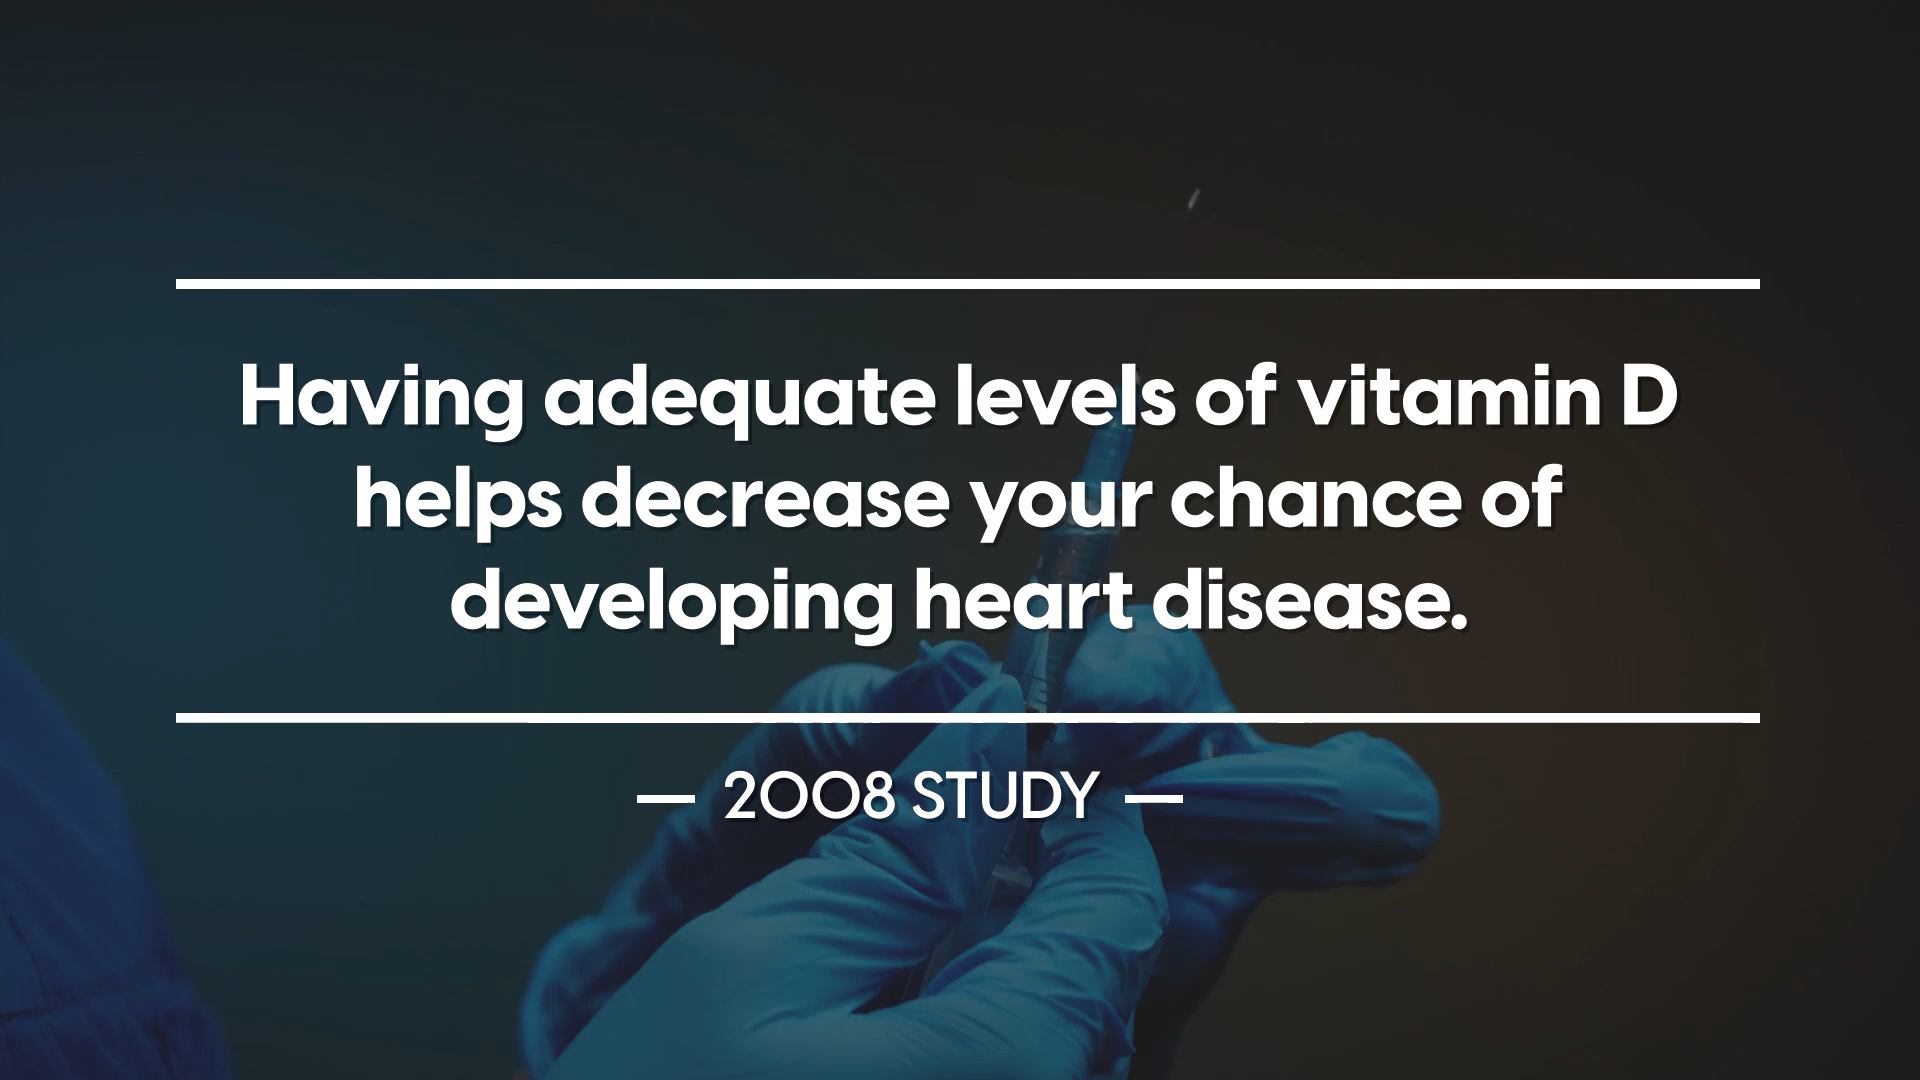 Having adequate levels of vitamin D
helps decrease your chance of
developing heart disease.
— 2008 STUDY —